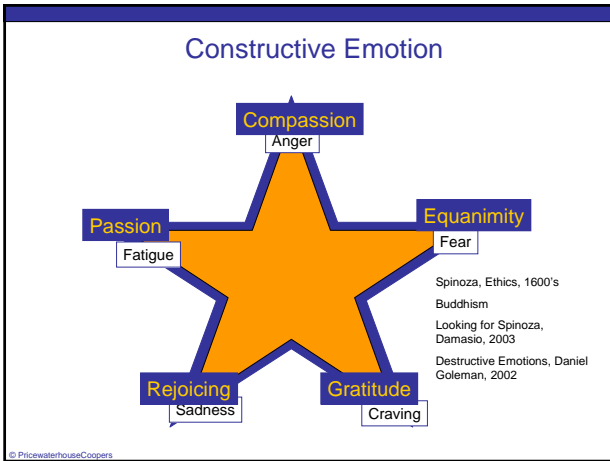 Constructive Emotion
Compassion
Anger
Passion
Fatigue
Equanimity
Fear
Spinoza, Ethics, 1600's
Buddhism
Looking for Spinoza,
Damasio, 2003
Destructive Emotions, Daniel
Goleman, 2002
Rejoicing
Sadness
Gratitude
Craving
© PricewaterhouseCoopers